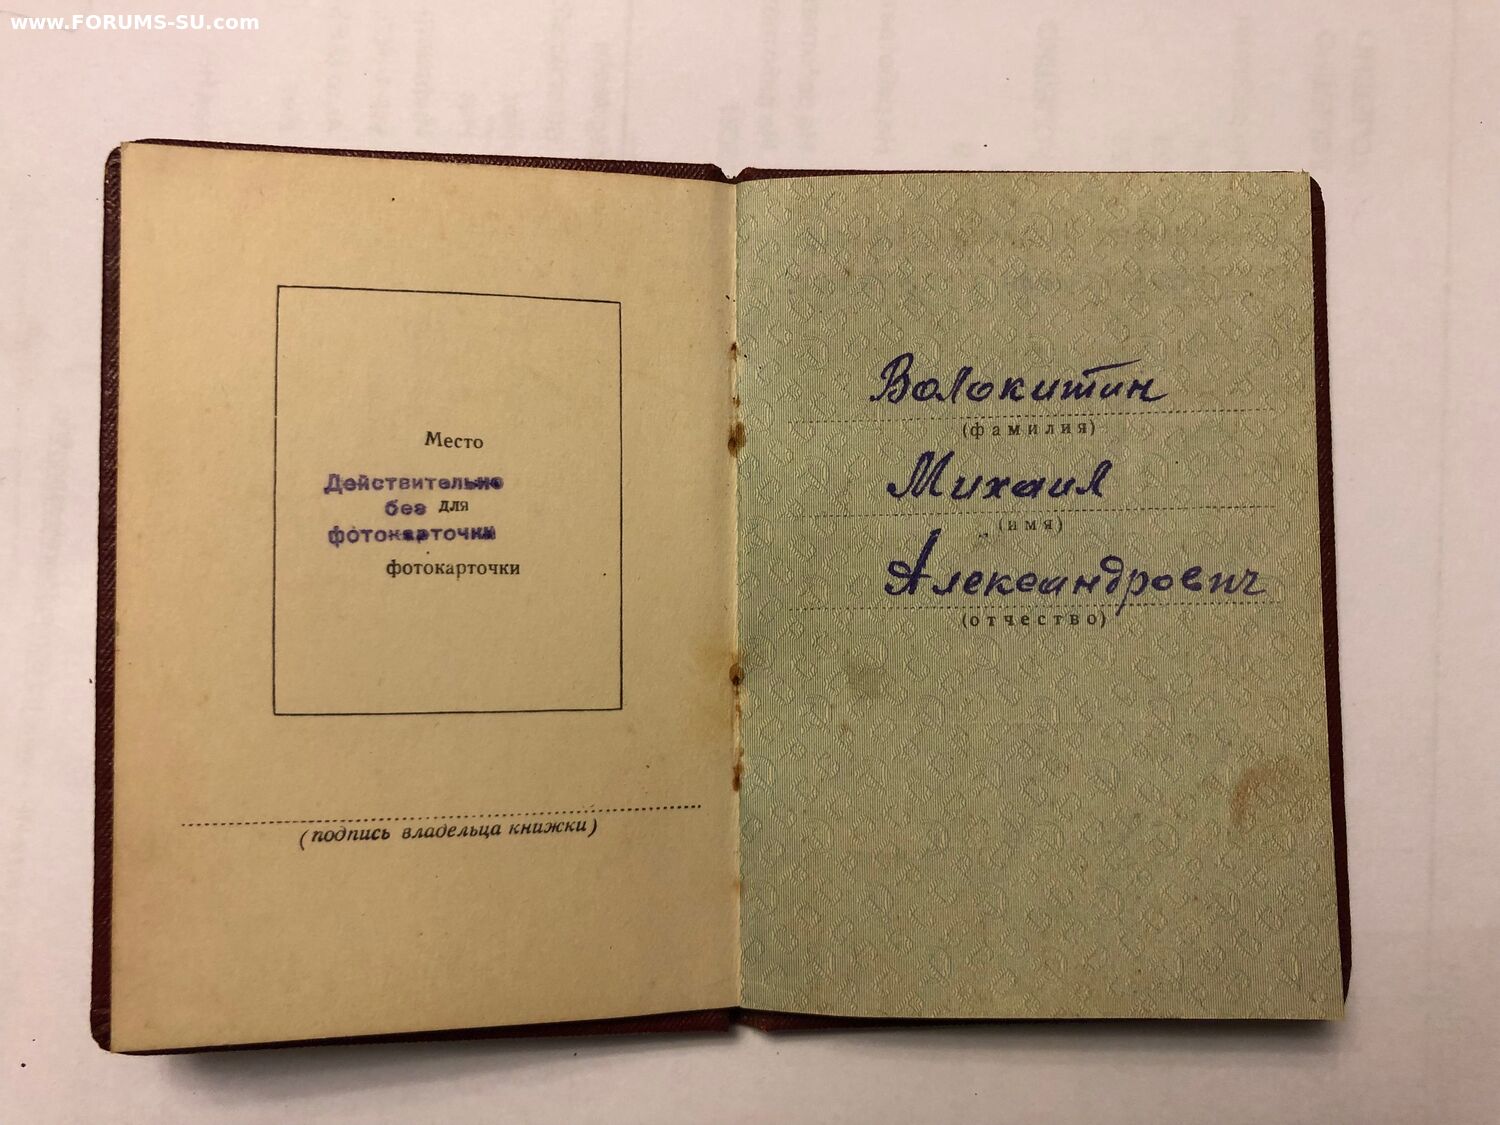 www.FORUMS-SU.com
Место
Действительно
без для
фотокарточки
фотокарточки
(подпись владельца книжки)
Волокитин
(фамилия)
Михаил
(имя)
Александрович
(отчество)